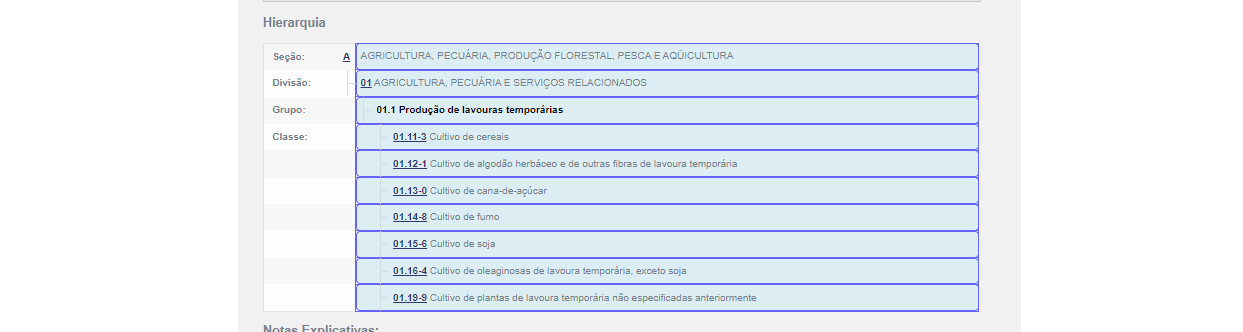 Hierarquia
Seção: A AGRICULTURA, PECUÁRIA, PRODUÇÃO FLORESTAL, PESCA E AQÜICULTURA
Divisão: 01 AGRICULTURA, PECUÁRIA E SERVIÇOS RELACIONADOS
Grupo: 01.1 Produção de lavouras temporárias
Classe: 01.11-3 Cultivo de cereais
01.12-1 Cultivo de algodão herbáceo e de outras fibras de lavoura temporária
01.13-0 Cultivo de cana-de-açúcar
01.14-8 Cultivo de fumo
01.15-6 Cultivo de soja
01.16-4 Cultivo de oleaginosas de lavoura temporária, exceto soja
01.19-9 Cultivo de plantas de lavoura temporária não especificadas anteriormente
Notas Explicativas: